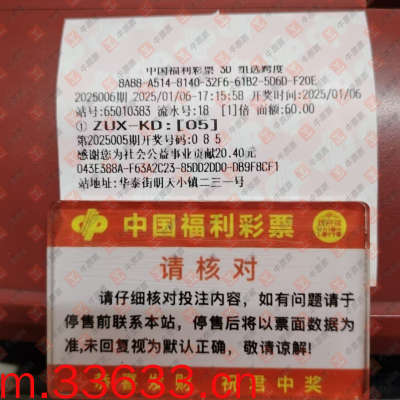 中国福利彩票 3D 组选跨度
8A88-A514-8140-32F6-61B2-5D6D-F20E
2025006期 2025/01/06-17:15:58 开奖时间:2025/01/06
站号:65010383 流水号:18 [1]倍 面额:60.00
① ZUX-KD:[05]
第2025005期开奖号码:0 8 5
感谢您为社会公益事业贡献20.40元
043E388A-F63A2C23-85DD2DD0-DB9F8CF1
站地址:华泰街明天小镇二三一号
中国福利彩票
请核对
请仔细核对投注内容，如有问题请于
停售前联系本站，停售后将以票面数据为
准,未回复视为默认正确，敬请谅解!
祝君中奖
m.33633.cn